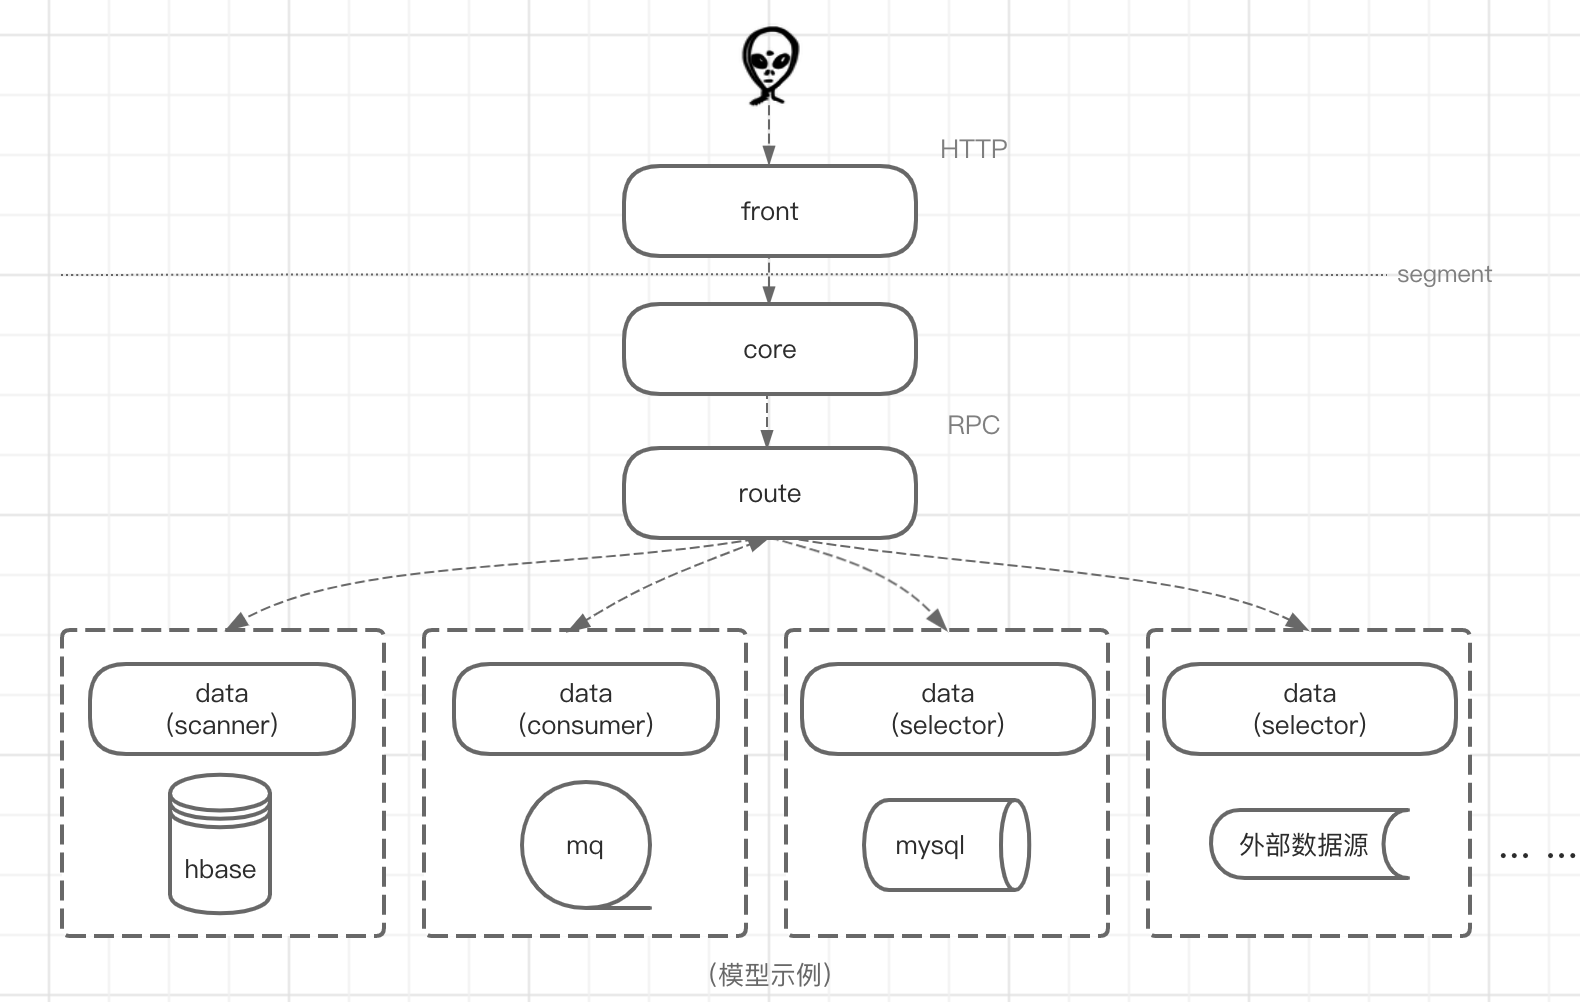 HTTP
front
segment
core
RPC
route
data
(scanner)
data
(consumer)
data
(selector)
data
(selector)
hbase
mq
mysql
外部数据源
... ...
(模型示例)